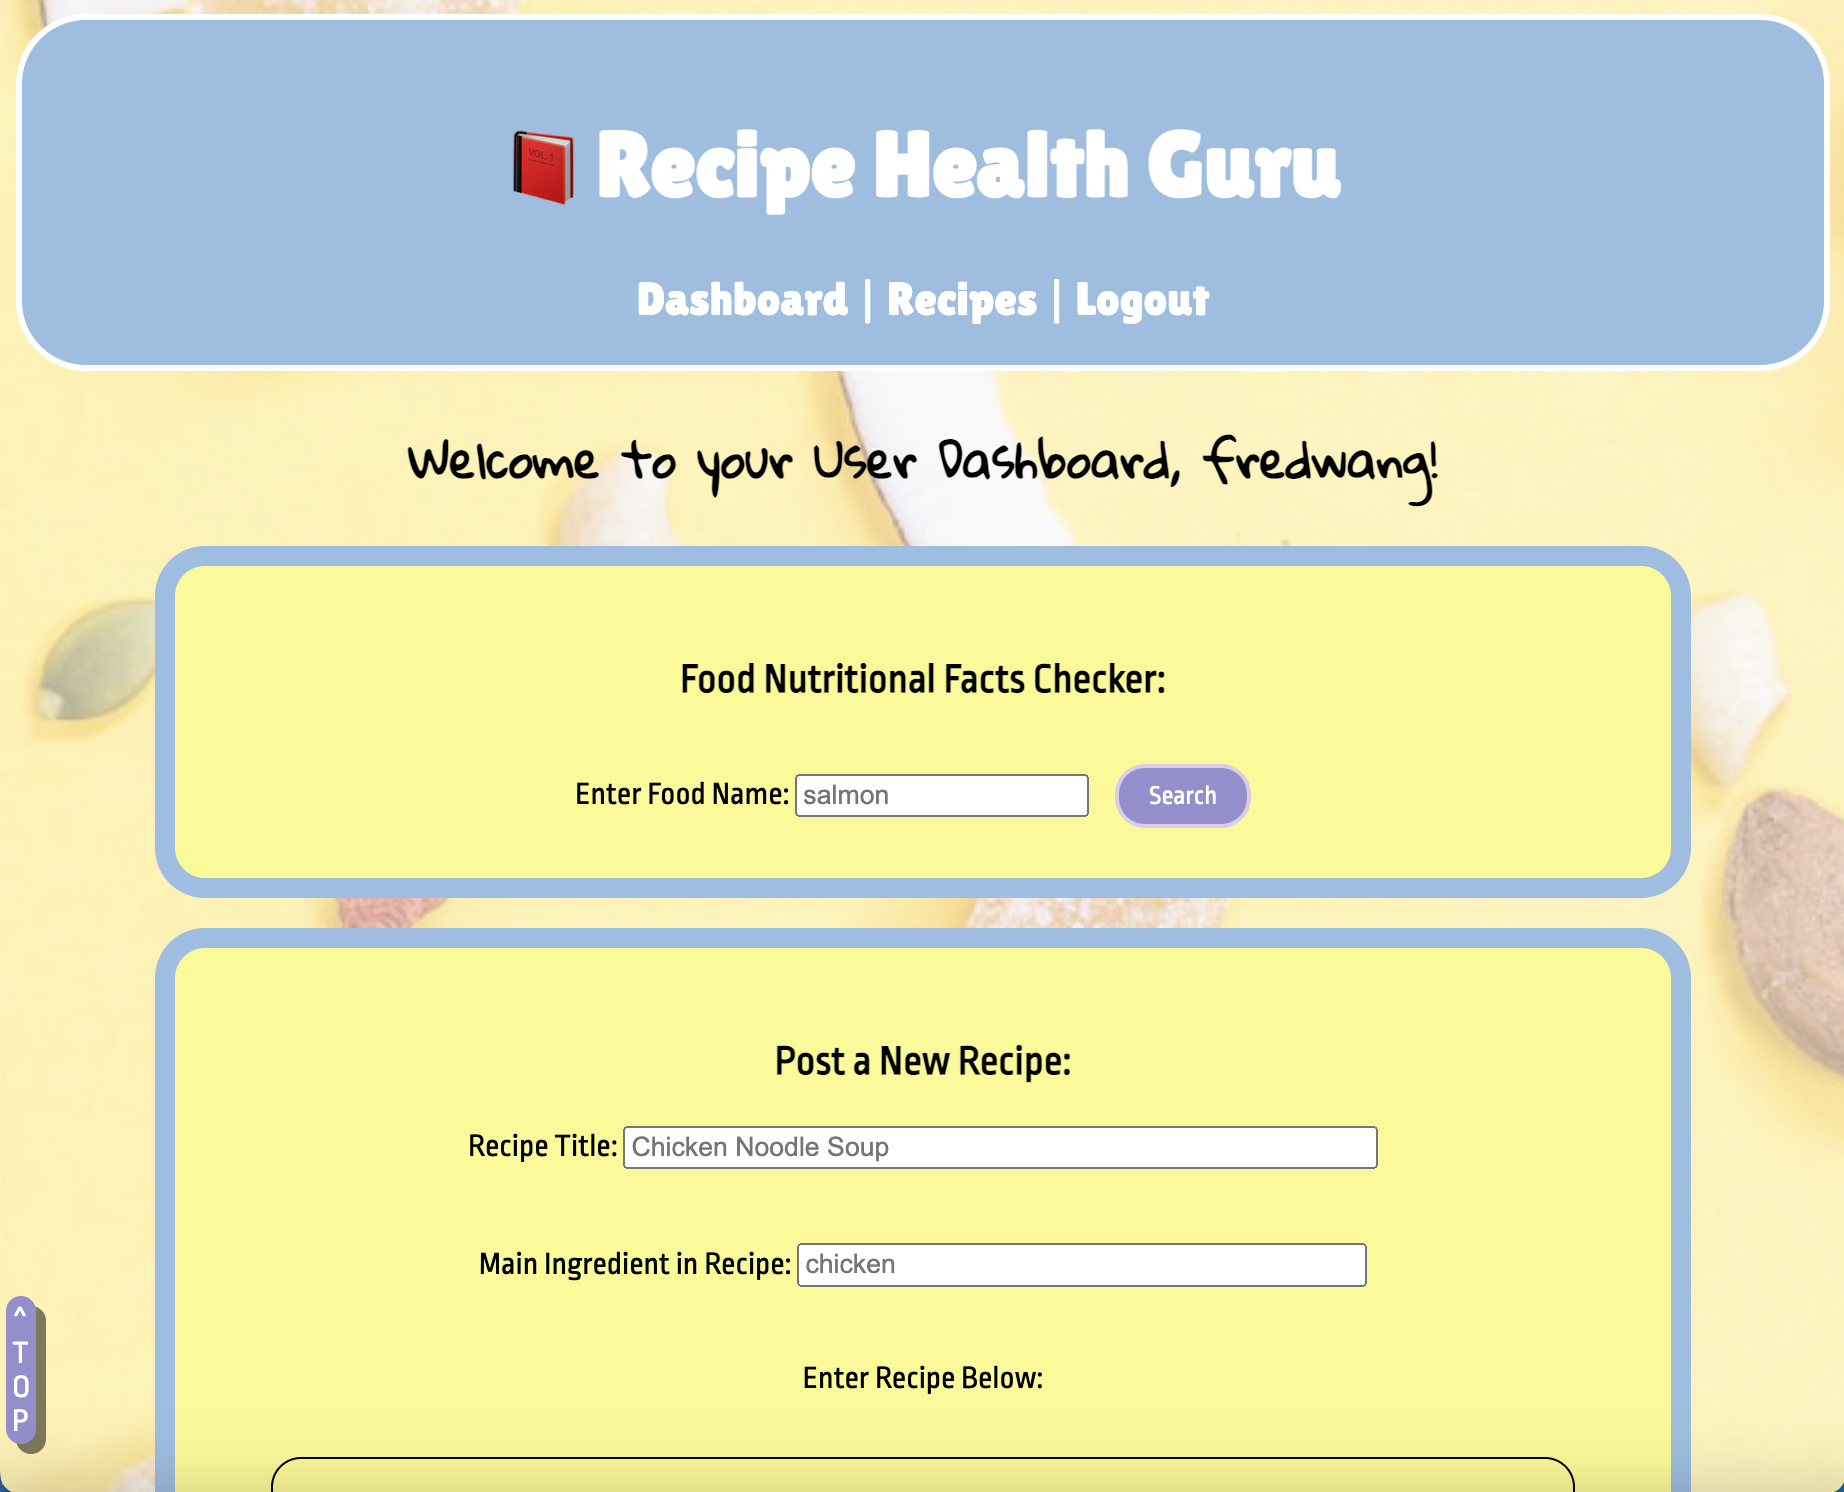 VOL. 1
Recipe Health Guru
Dashboard | Recipes | Logout
Welcome to your User Dashboard, fredwang!
Food Nutritional Facts Checker:
Enter Food Name: salmon Search
Post a New Recipe:
Recipe Title: Chicken Noodle Soup
Main Ingredient in Recipe: chicken
Enter Recipe Below:
^
T
O
P